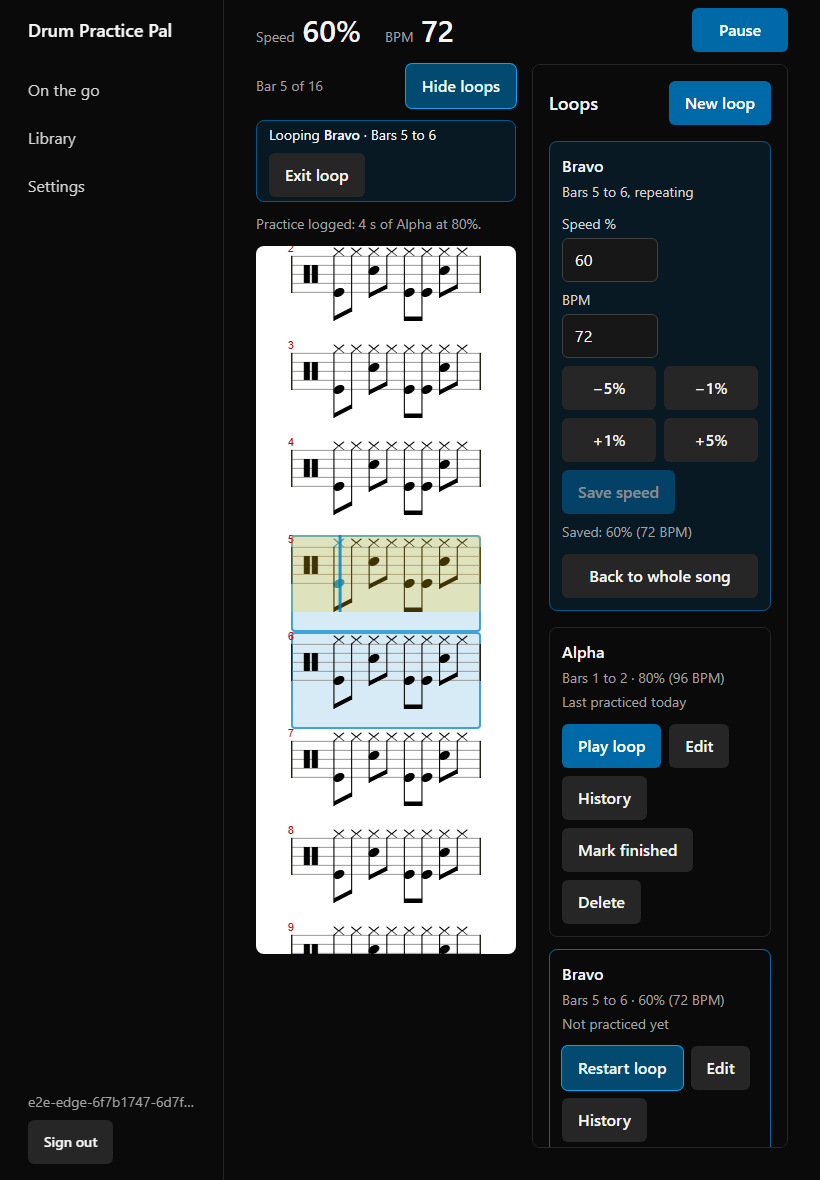 Drum Practice Pal
On the go
Library
Settings
e2e-edge-6f7b1747-6d7f...
Sign out
Speed 60% BPM 72
Pause
Bar 5 of 16
Hide loops
Looping Bravo · Bars 5 to 6
Exit loop
Practice logged: 4 s of Alpha at 80%.
2
3
4
5
6
7
8
9
Loops
New loop
Bravo
Bars 5 to 6, repeating
Speed %
60
BPM
72
−5%
−1%
+1%
+5%
Save speed
Saved: 60% (72 BPM)
Back to whole song
Alpha
Bars 1 to 2 · 80% (96 BPM)
Last practiced today
Play loop
Edit
History
Mark finished
Delete
Bravo
Bars 5 to 6 · 60% (72 BPM)
Not practiced yet
Restart loop
Edit
History